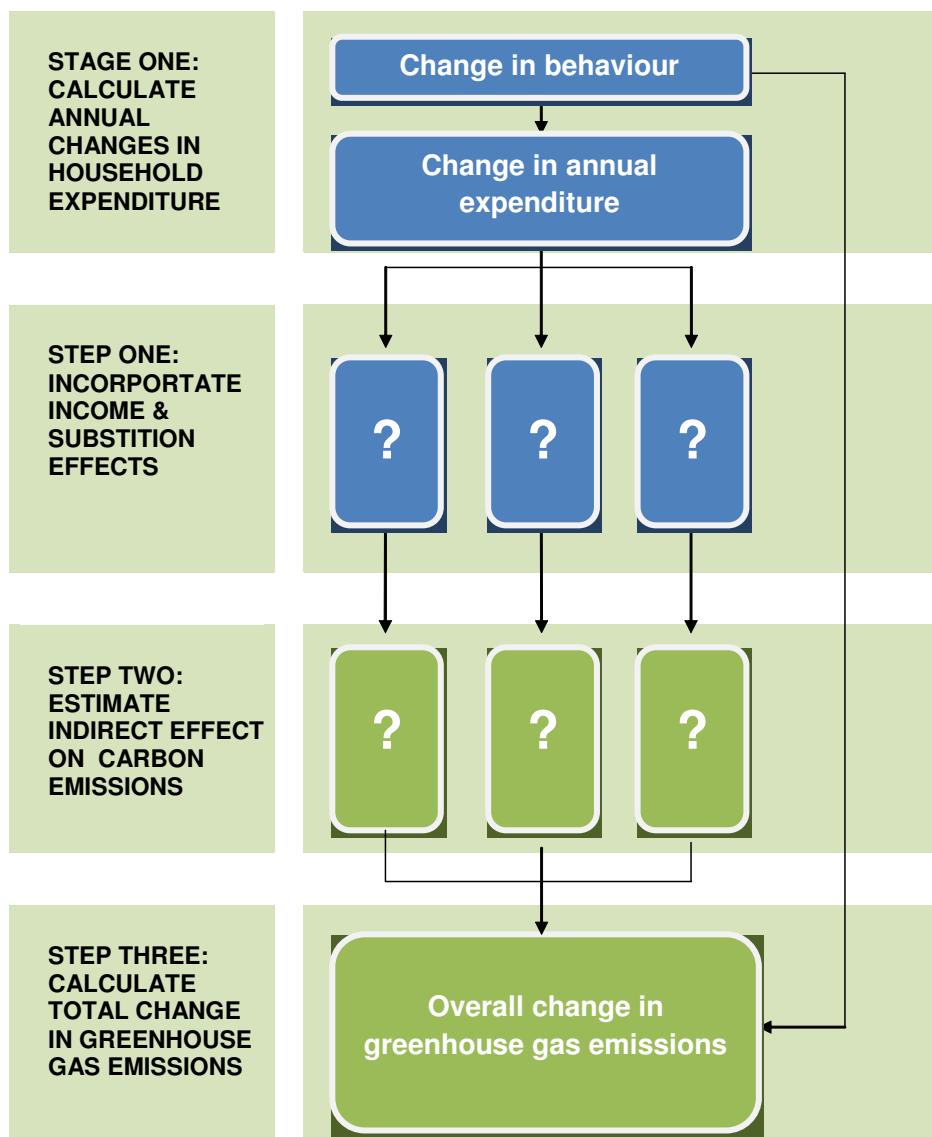 STAGE ONE:
CALCULATE
ANNUAL
CHANGES IN
HOUSEHOLD
EXPENDITURE
Change in behaviour
Change in annual
expenditure
STEP ONE:
INCORPORTATE
INCOME &
SUBSTITION
EFFECTS
? ? ?
STEP TWO:
ESTIMATE
INDIRECT EFFECT
ON CARBON
EMISSIONS
? ? ?
STEP THREE:
CALCULATE
TOTAL CHANGE
IN GREENHOUSE
GAS EMISSIONS
Overall change in
greenhouse gas emissions